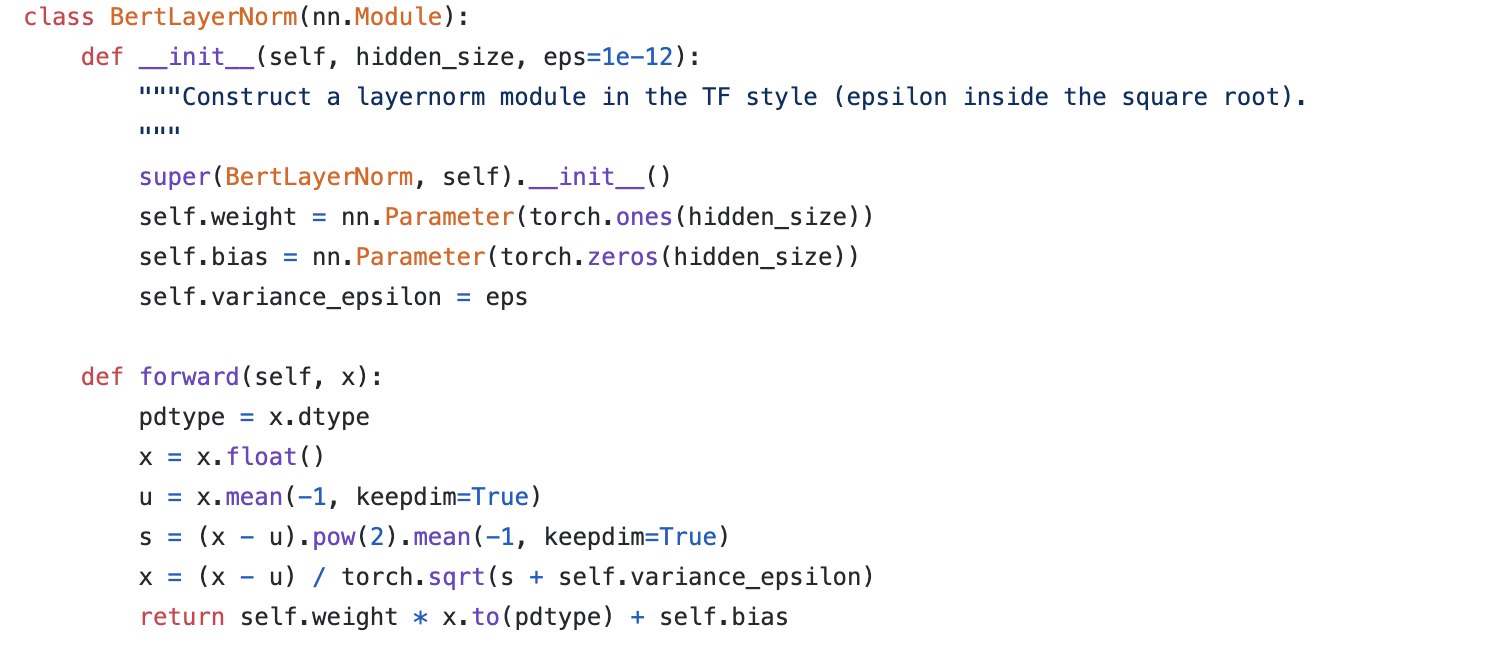 class BertLayerNorm(nn.Module):
    def __init__(self, hidden_size, eps=1e-12):
        """Construct a layernorm module in the TF style (epsilon inside the square root).
        """
        super(BertLayerNorm, self).__init__()
        self.weight = nn.Parameter(torch.ones(hidden_size))
        self.bias = nn.Parameter(torch.zeros(hidden_size))
        self.variance_epsilon = eps

    def forward(self, x):
        pdtype = x.dtype
        x = x.float()
        u = x.mean(-1, keepdim=True)
        s = (x - u).pow(2).mean(-1, keepdim=True)
        x = (x - u) / torch.sqrt(s + self.variance_epsilon)
        return self.weight * x.to(pdtype) + self.bias